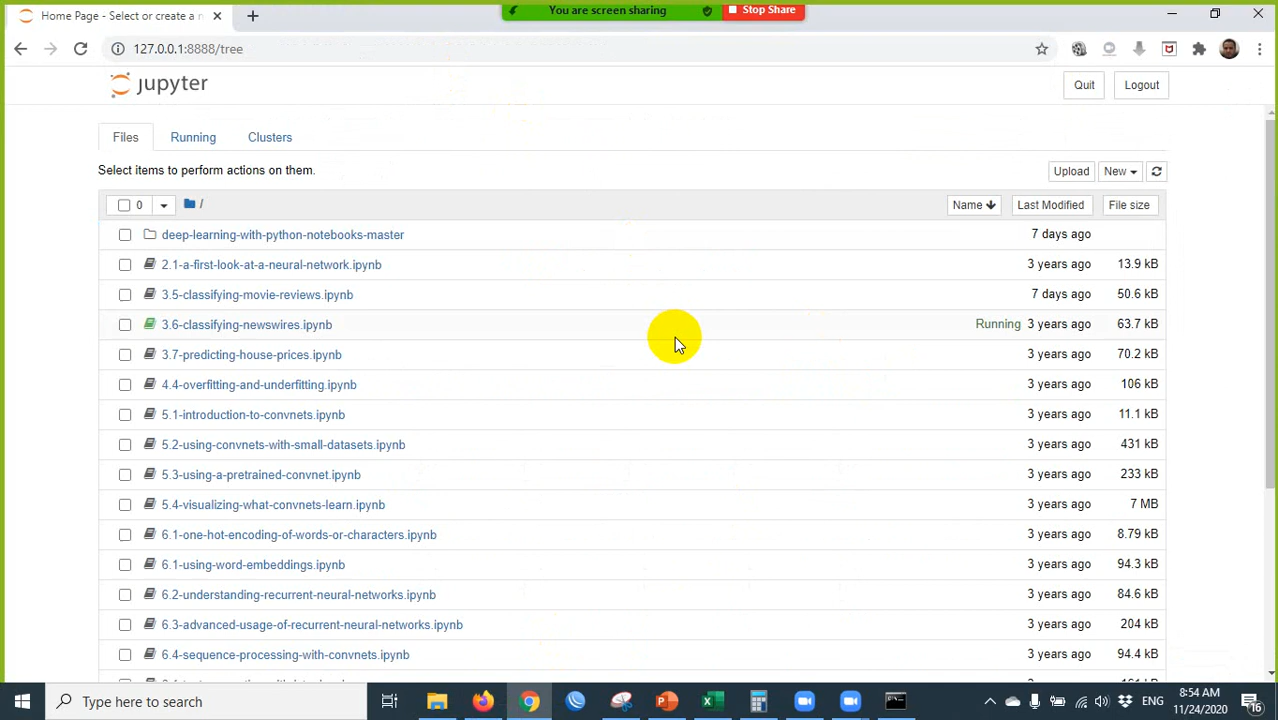 Home Page - Select or create a n
You are screen sharing
Stop Share
127.0.0.1:8888/tree
jupyter
Quit
Logout
Files
Running
Clusters
Select items to perform actions on them.
Upload
New
0
/
Name
Last Modified
File size
deep-learning-with-python-notebooks-master
7 days ago
2.1-a-first-look-at-a-neural-network.ipynb
3 years ago
13.9 kB
3.5-classifying-movie-reviews.ipynb
7 days ago
50.6 kB
3.6-classifying-newswires.ipynb
Running
3 years ago
63.7 kB
3.7-predicting-house-prices.ipynb
3 years ago
70.2 kB
4.4-overfitting-and-underfitting.ipynb
3 years ago
106 kB
5.1-introduction-to-convnets.ipynb
3 years ago
11.1 kB
5.2-using-convnets-with-small-datasets.ipynb
3 years ago
431 kB
5.3-using-a-pretrained-convnet.ipynb
3 years ago
233 kB
5.4-visualizing-what-convnets-learn.ipynb
3 years ago
7 MB
6.1-one-hot-encoding-of-words-or-characters.ipynb
3 years ago
8.79 kB
6.1-using-word-embeddings.ipynb
3 years ago
94.3 kB
6.2-understanding-recurrent-neural-networks.ipynb
3 years ago
84.6 kB
6.3-advanced-usage-of-recurrent-neural-networks.ipynb
3 years ago
204 kB
6.4-sequence-processing-with-convnets.ipynb
3 years ago
94.4 kB
Type here to search
ENG
8:54 AM
11/24/2020
16